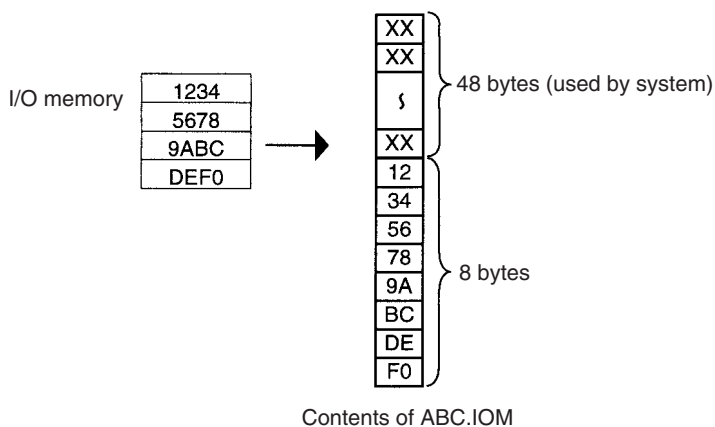 I/O memory
1234
5678
9ABC
DEF0
XX
XX
XX
48 bytes (used by system)
12
34
56
78
9A
BC
DE
F0
8 bytes
Contents of ABC.IOM